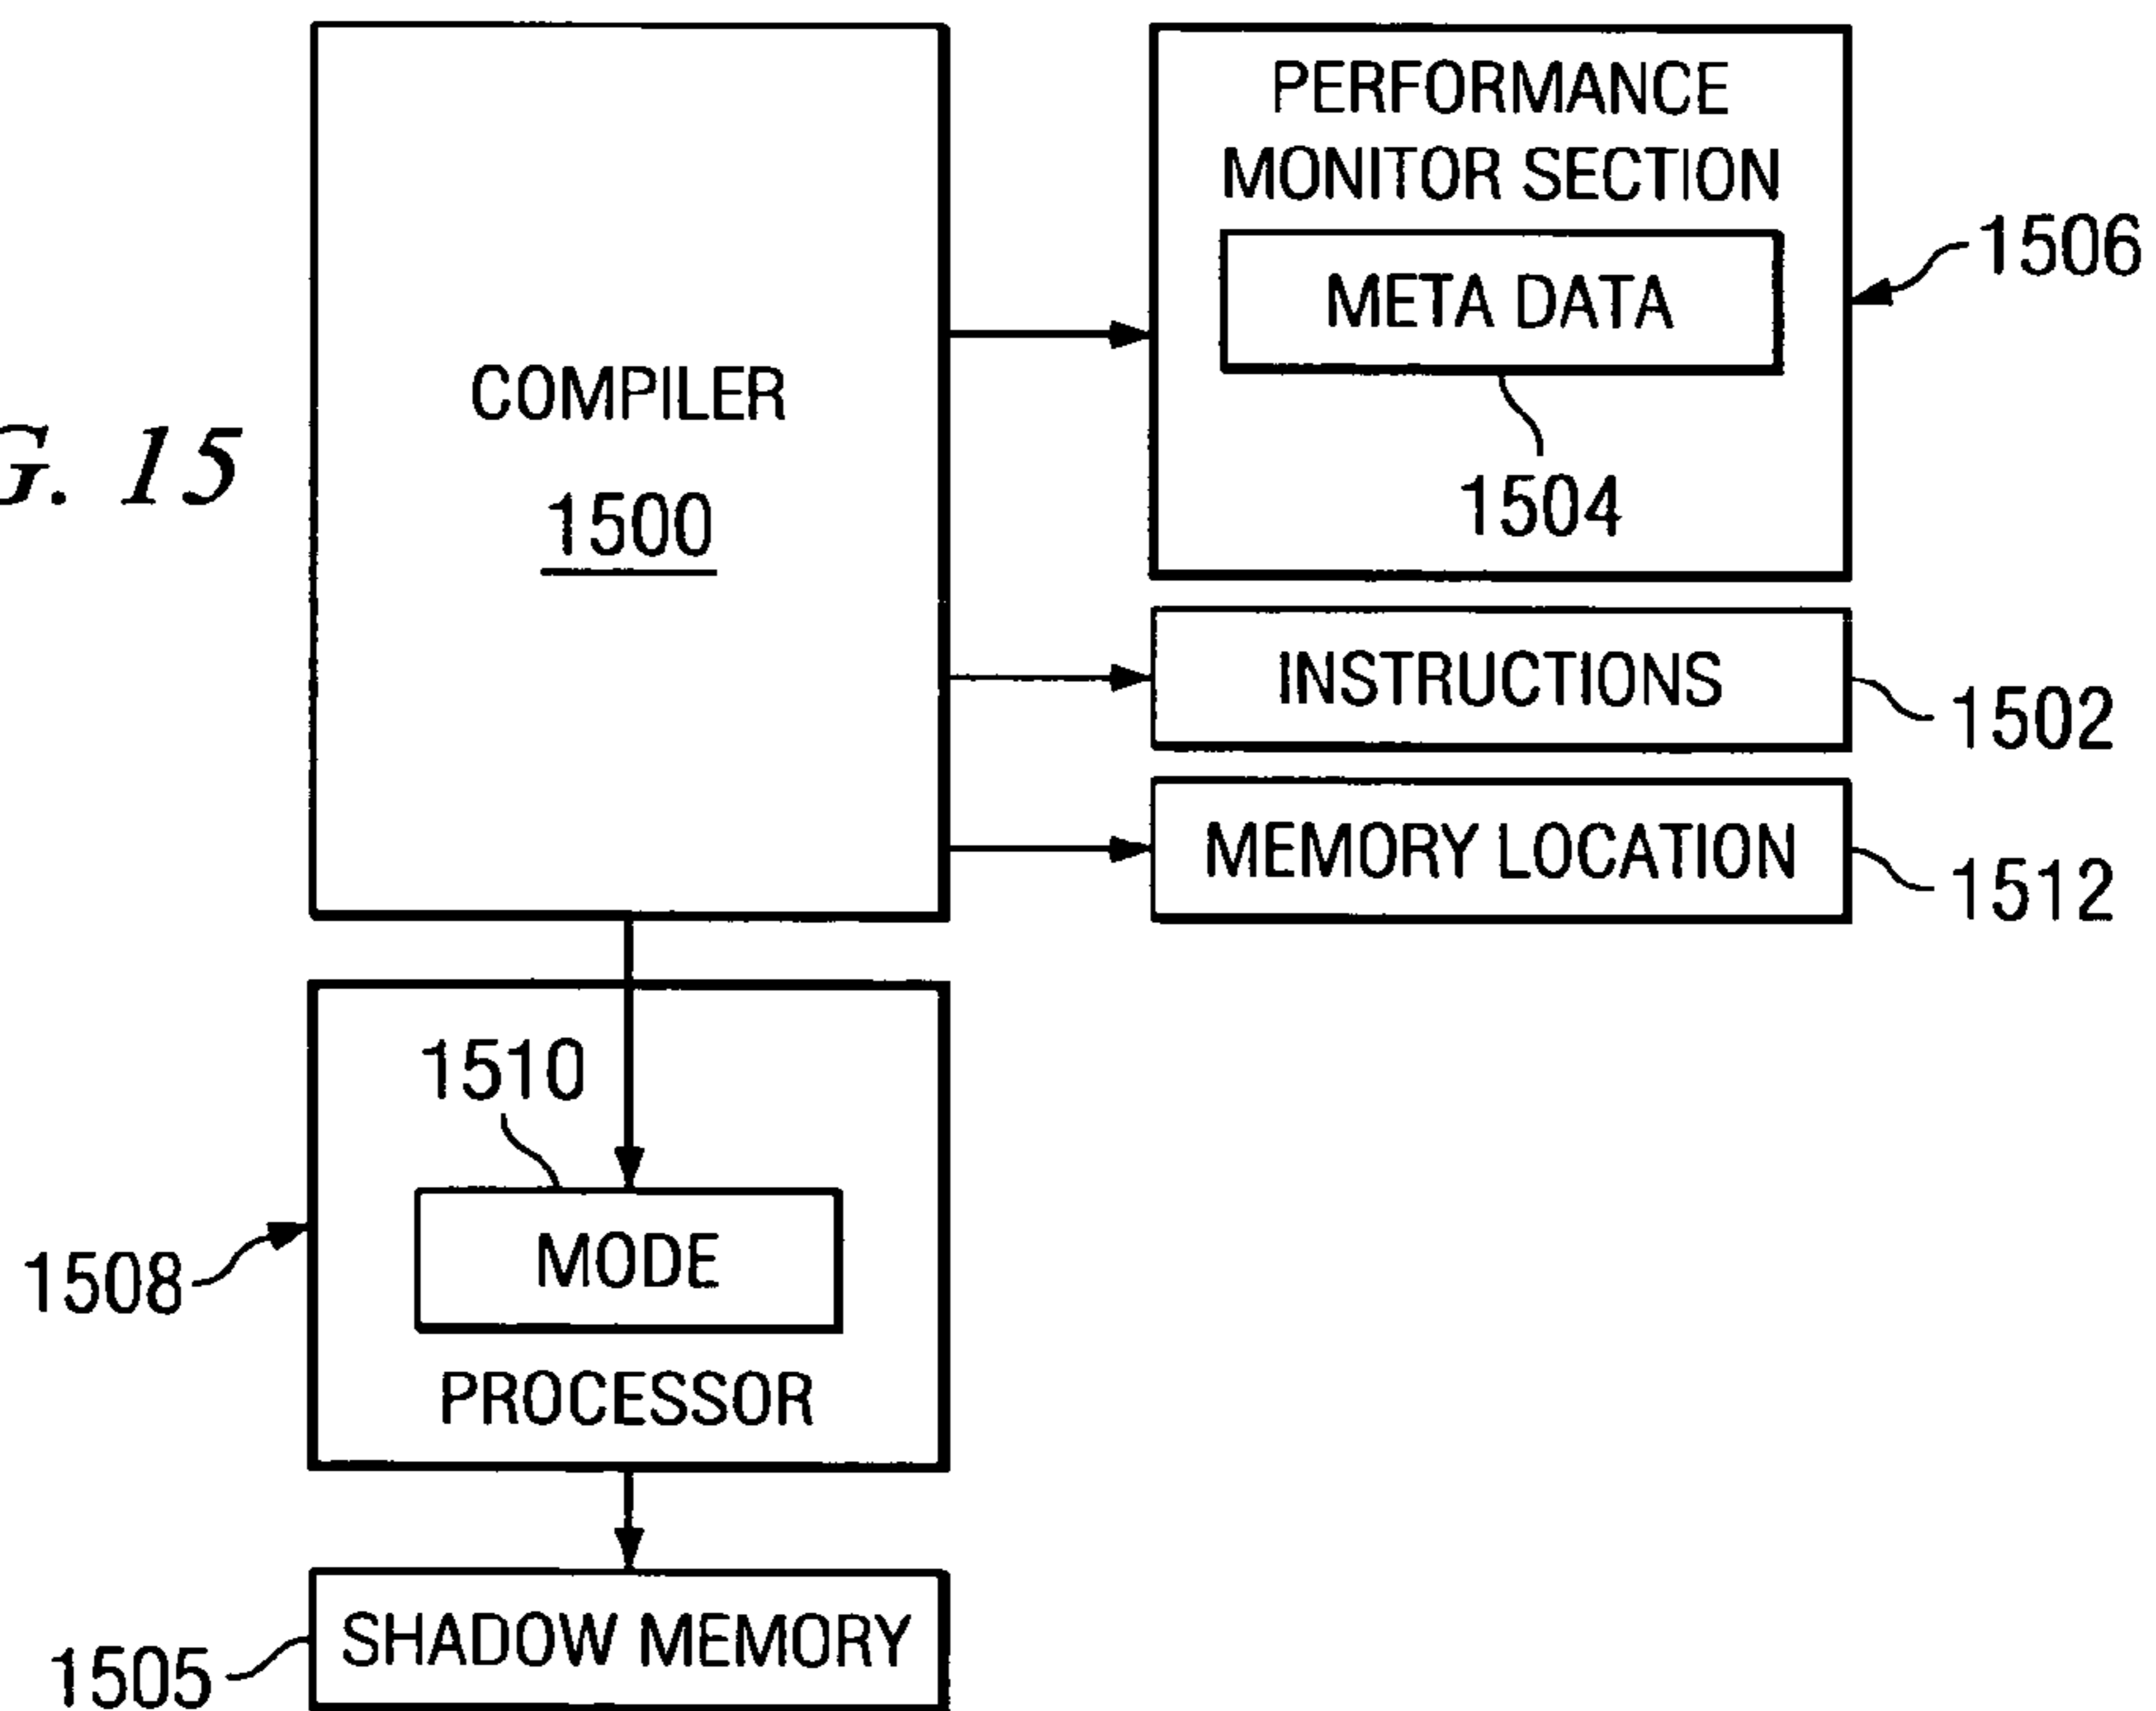 G. 15
COMPILER
1500
PERFORMANCE
MONITOR SECTION
META DATA
1504
1506
INSTRUCTIONS
1502
MEMORY LOCATION
1512
1510
MODE
PROCESSOR
1508
SHADOW MEMORY
1505